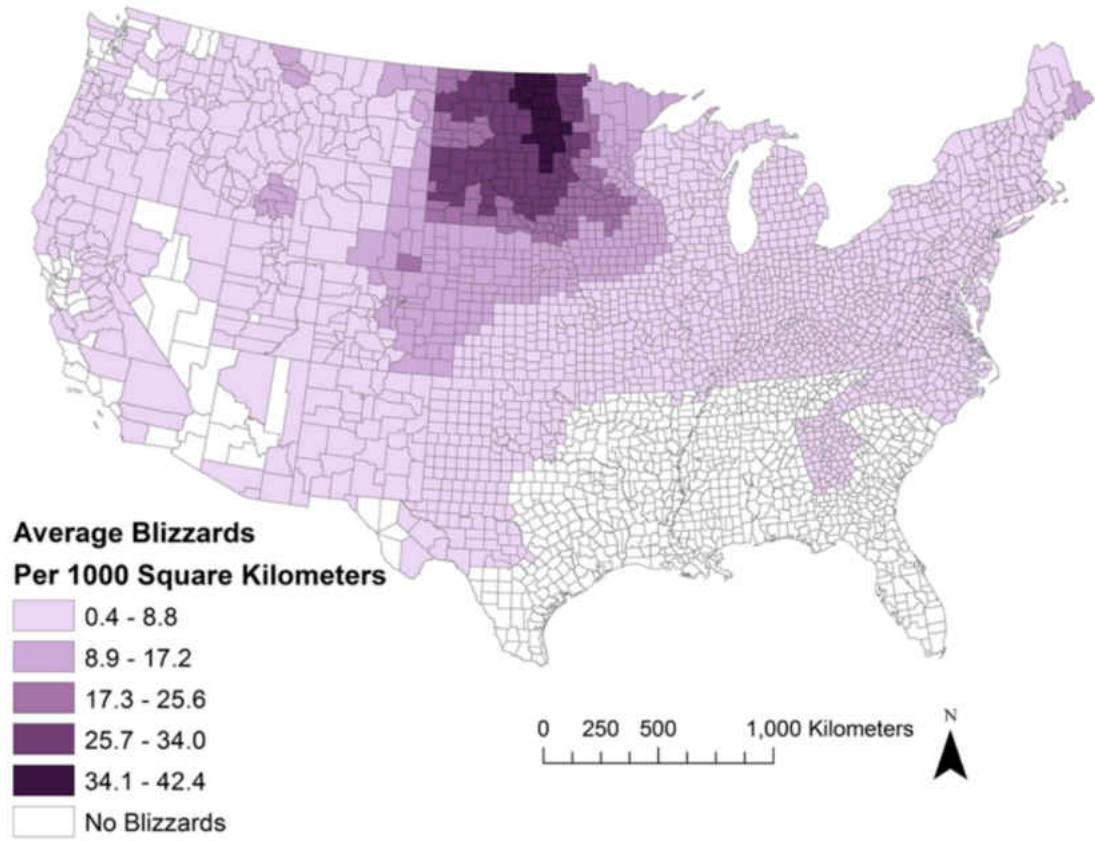 Average Blizzards
Per 1000 Square Kilometers
0.4 - 8.8
8.9 - 17.2
17.3 - 25.6
25.7 - 34.0
34.1 - 42.4
No Blizzards
0 250 500 1,000 Kilometers
N